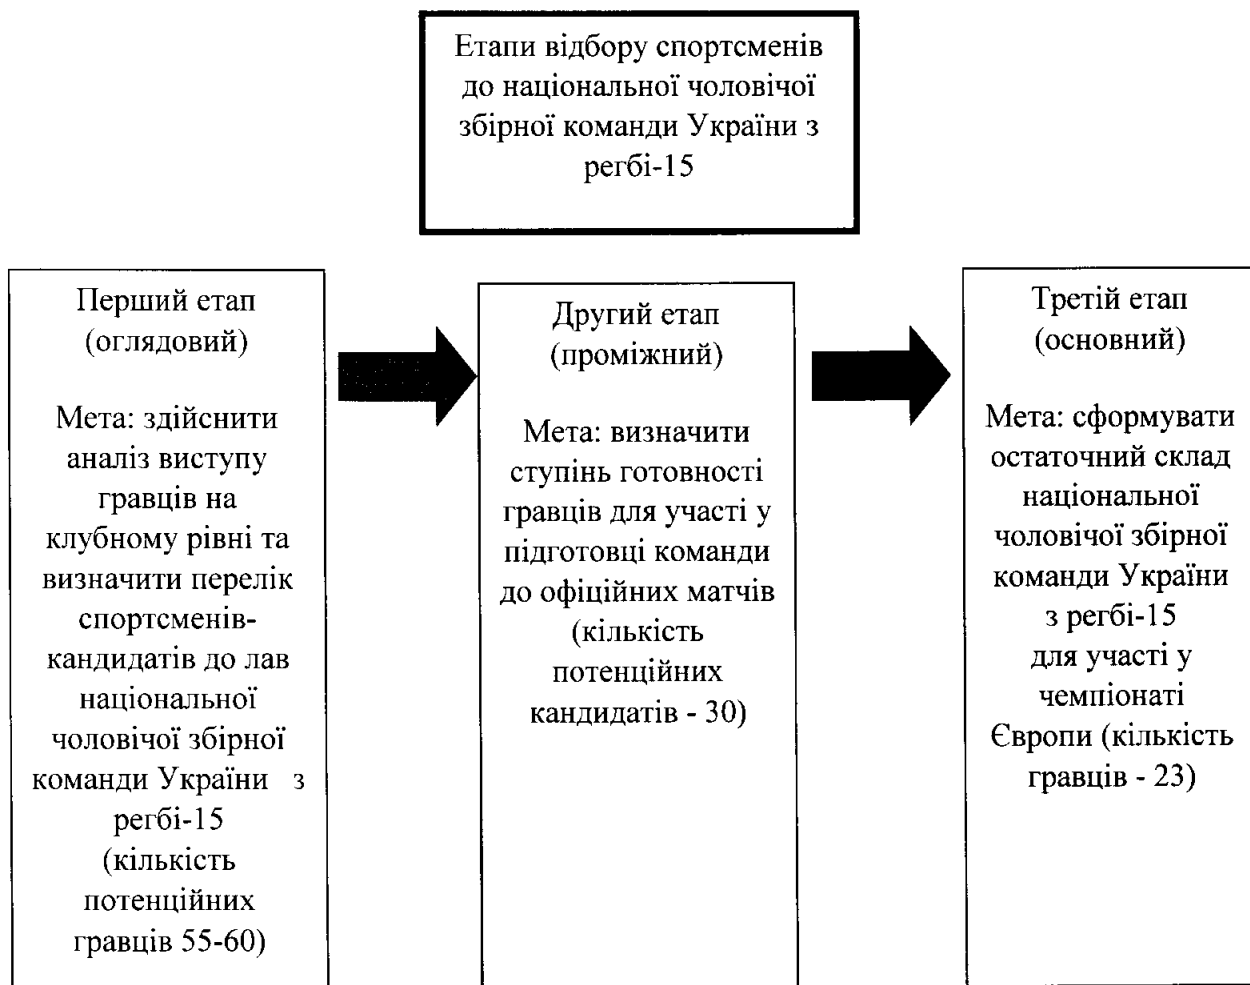 Етапи відбору спортсменів
до національної чоловічої
збірної команди України з
регбі-15
Перший етап
(оглядовий)
Мета: здійснити
аналіз виступу
гравців на
клубному рівні та
визначити перелік
спортсменів-
кандидатів до лав
національної
чоловічої збірної
команди України з
регбі-15
(кількість
потенційних
гравців 55-60)
Другий етап
(проміжний)
Мета: визначити
ступінь готовності
гравців для участі у
підготовці команди
до офіційних матчів
(кількість
потенційних
кандидатів - 30)
Третій етап
(основний)
Мета: сформувати
остаточний склад
національної
чоловічої збірної
команди України
з регбі-15
для участі у
чемпіонаті
Європи (кількість
гравців - 23)